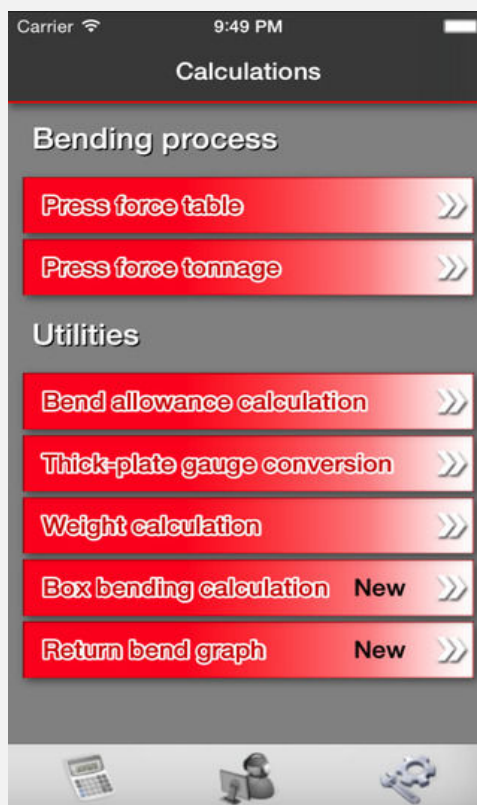 Carrier 9:49 PM
Calculations
Bending process
Press force table
Press force tonnage
Utilities
Bend allowance calculation
Thick-plate gauge conversion
Weight calculation
Box bending calculation New
Return bend graph New